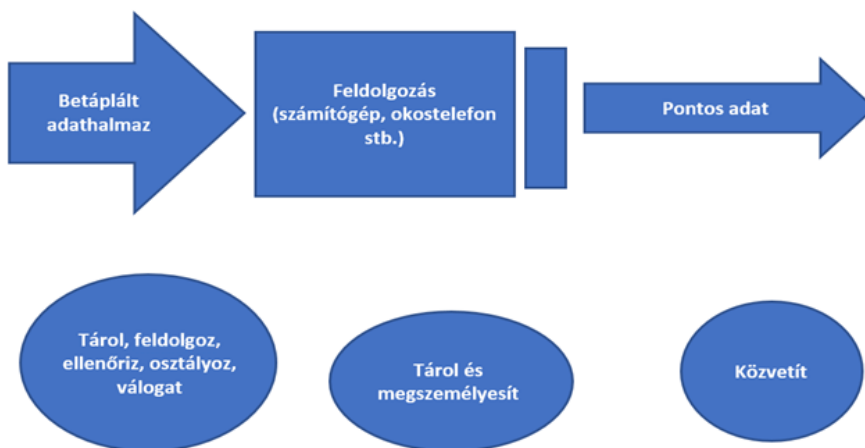 Betáplált
adathalmaz
Feldolgozás
(számítógép, okostelefon
stb.)
Pontos adat
Tárol, feldolgoz,
ellenőriz, osztályoz,
válogat
Tárol és
megszemélyesít
Közvetít